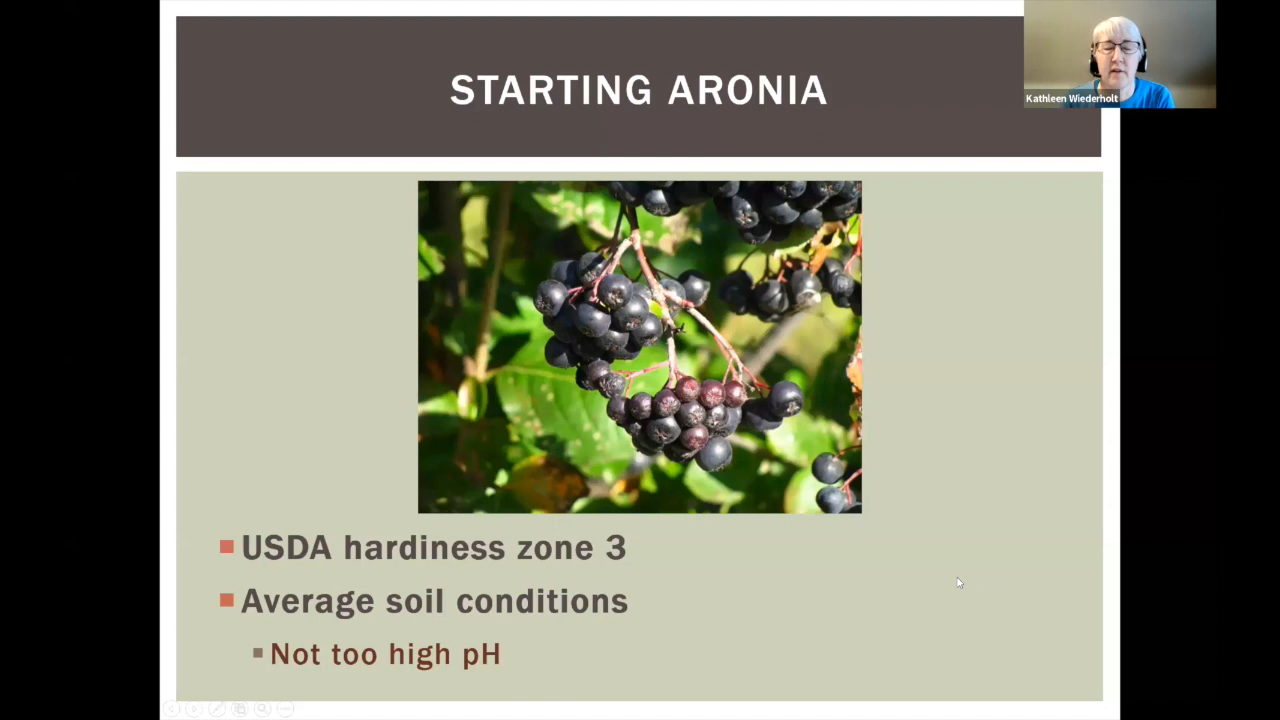 STARTING ARONIA
Kathleen Wiederholt
USDA hardiness zone 3
Average soil conditions
Not too high pH